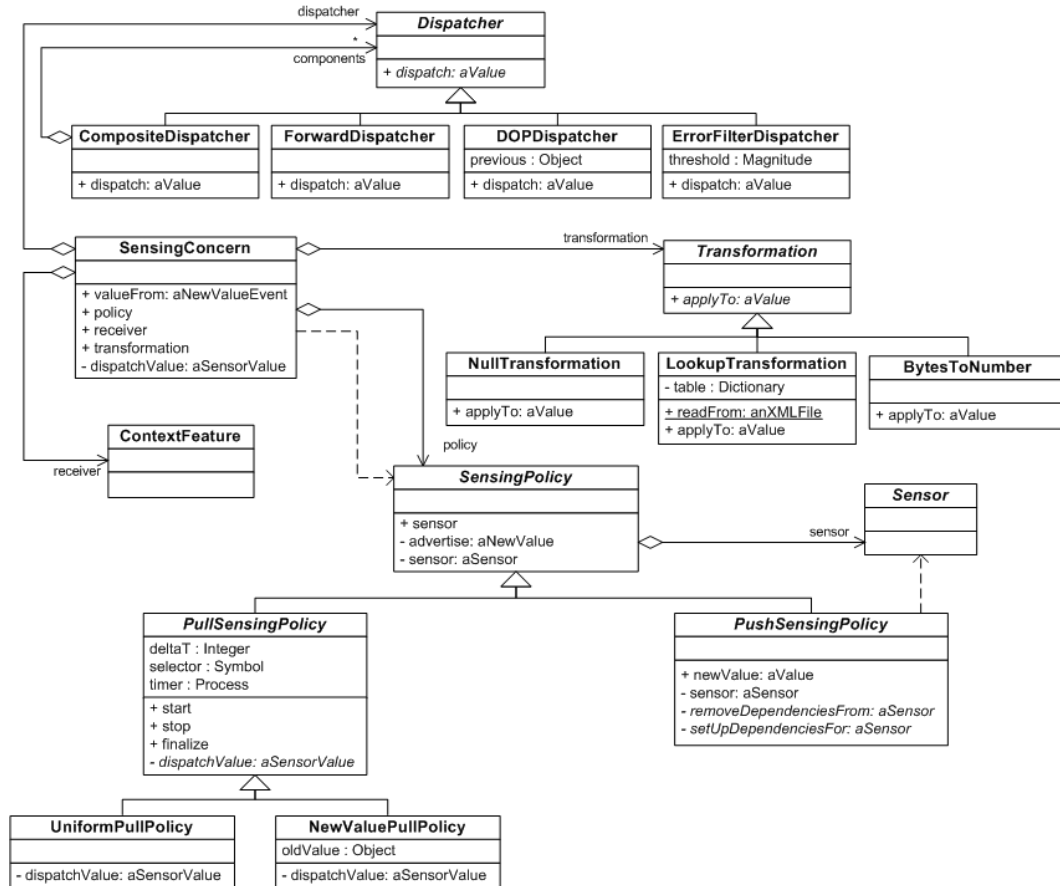 dispatcher
Dispatcher
*
components
+ dispatch: aValue
CompositeDispatcher
+ dispatch: aValue
ForwardDispatcher
+ dispatch: aValue
DOPDispatcher
previous : Object
+ dispatch: aValue
ErrorFilterDispatcher
threshold : Magnitude
+ dispatch: aValue
SensingConcern
+ valueFrom: aNewValueEvent
+ policy
+ receiver
+ transformation
- dispatchValue: aSensorValue
transformation
Transformation
+ applyTo: aValue
NullTransformation
+ applyTo: aValue
LookupTransformation
- table : Dictionary
+ readFrom: anXMLFile
+ applyTo: aValue
BytesToNumber
+ applyTo: aValue
ContextFeature
receiver
policy
SensingPolicy
+ sensor
- advertise: aNewValue
- sensor: aSensor
sensor
Sensor
PullSensingPolicy
deltaT : Integer
selector : Symbol
timer : Process
+ start
+ stop
+ finalize
- dispatchValue: aSensorValue
PushSensingPolicy
+ newValue: aValue
- sensor: aSensor
- removeDependenciesFrom: aSensor
- setUpDependenciesFor: aSensor
UniformPullPolicy
- dispatchValue: aSensorValue
NewValuePullPolicy
oldValue : Object
- dispatchValue: aSensorValue